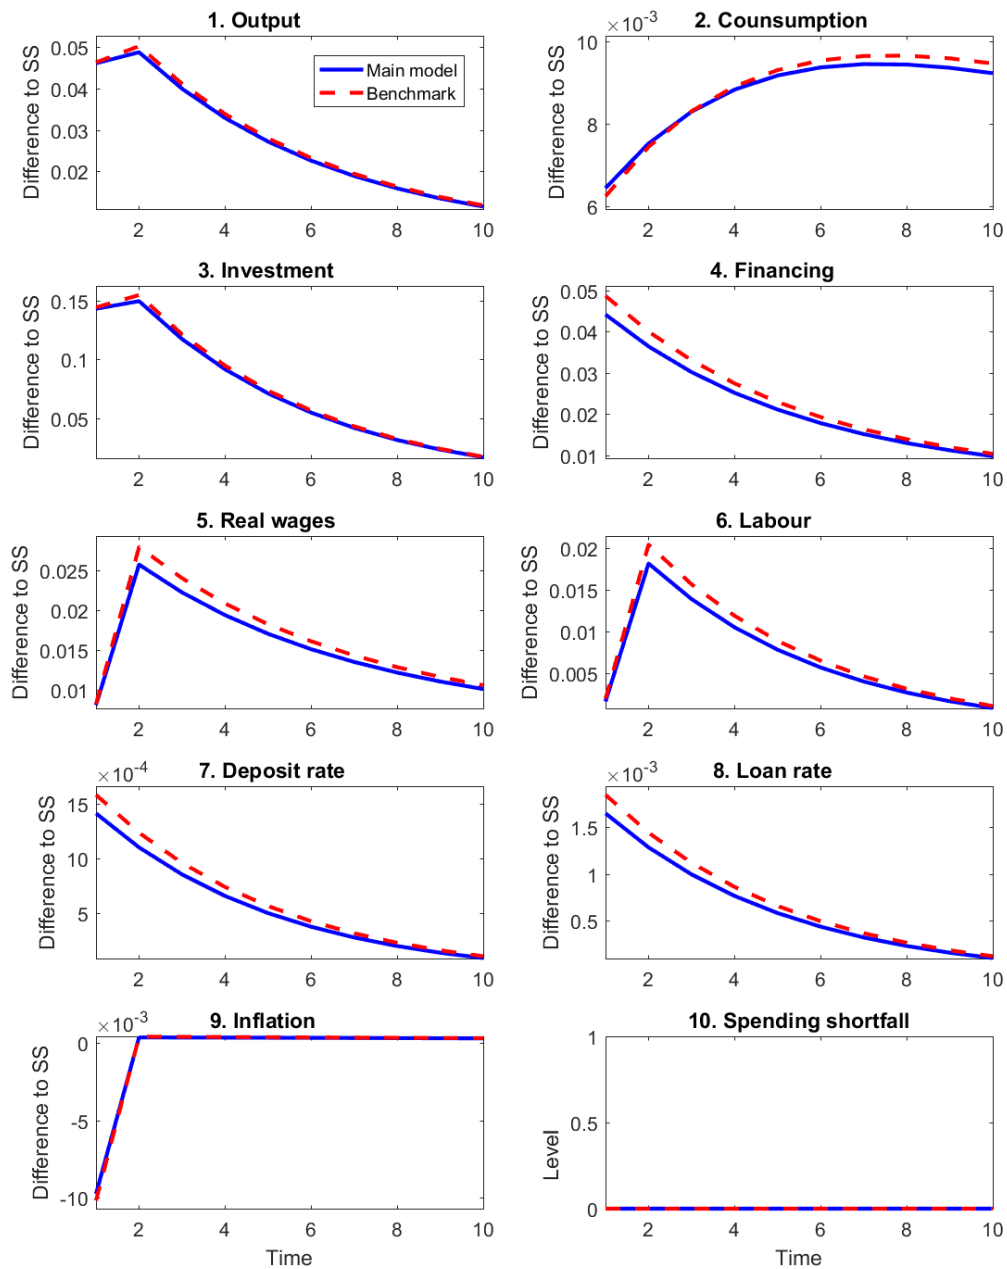 1. Output
Difference to SS
0.05
0.04
0.03
0.02
2 4 6 8 10
Main model
Benchmark
2. Counsumption
×10⁻³
Difference to SS
10
8
6
2 4 6 8 10
3. Investment
Difference to SS
0.15
0.1
0.05
2 4 6 8 10
4. Financing
Difference to SS
0.05
0.04
0.03
0.02
0.01
2 4 6 8 10
5. Real wages
Difference to SS
0.025
0.02
0.015
0.01
2 4 6 8 10
6. Labour
Difference to SS
0.02
0.015
0.01
0.005
2 4 6 8 10
7. Deposit rate
×10⁻⁴
Difference to SS
15
10
5
2 4 6 8 10
8. Loan rate
×10⁻³
Difference to SS
1.5
1
0.5
2 4 6 8 10
9. Inflation
×10⁻³
Difference to SS
0
-5
-10
2 4 6 8 10
Time
10. Spending shortfall
Level
1
0.5
0
2 4 6 8 10
Time